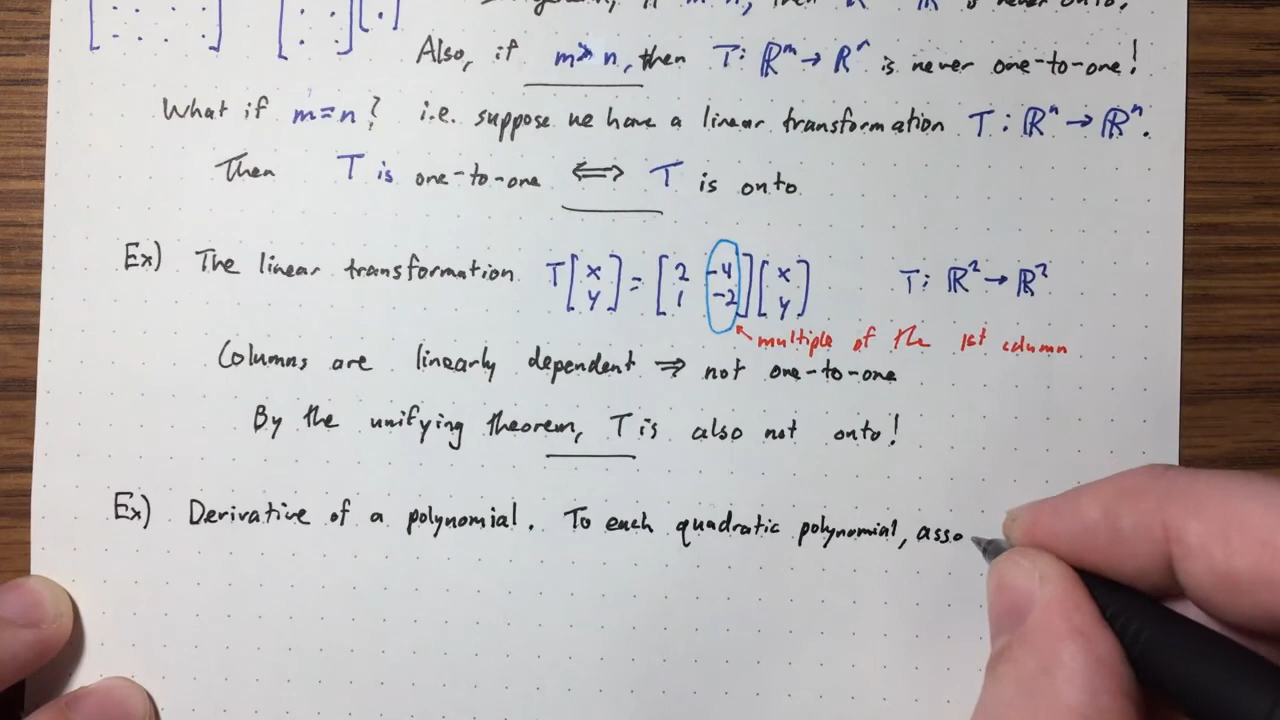 is never onto.
Also, if m > n, then T: ℝᵐ → ℝⁿ is never one-to-one!
What if m = n? i.e. suppose we have a linear transformation T: ℝⁿ → ℝⁿ.
Then T is one-to-one ⟺ T is onto
Ex) The linear transformation T[x y] = [2 -4 1 -2][x y] T: ℝ² → ℝ²
multiple of the 1st column
Columns are linearly dependent ⇒ not one-to-one
By the unifying theorem, T is also not onto!
Ex) Derivative of a polynomial. To each quadratic polynomial, asso